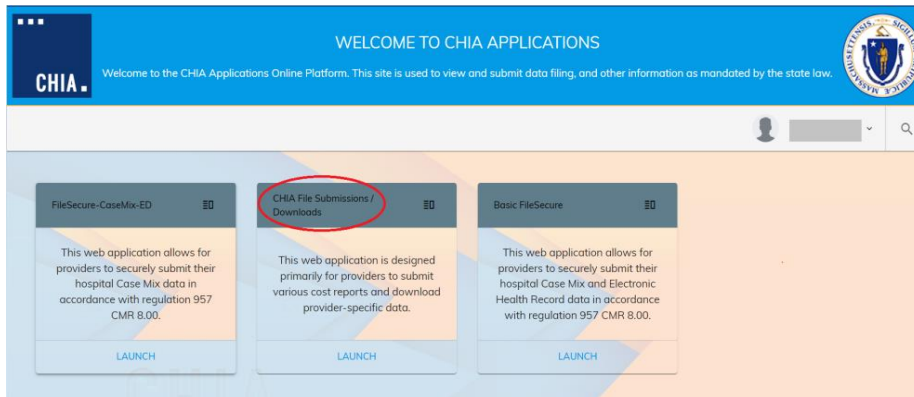 CHIA.
WELCOME TO CHIA APPLICATIONS
Welcome to the CHIA Applications Online Platform. This site is used to view and submit data filing, and other information as mandated by the state law.
FileSecure-CaseMix-ED
This web application allows for
providers to securely submit their
hospital Case Mix data in
accordance with regulation 957
CMR 8.00.
LAUNCH
CHIA File Submissions /
Downloads
This web application is designed
primarily for providers to submit
various cost reports and download
provider-specific data.
LAUNCH
Basic FileSecure
This web application allows for
providers to securely submit their
hospital Case Mix and Electronic
Health Record data in accordance
with regulation 957 CMR 8.00.
LAUNCH